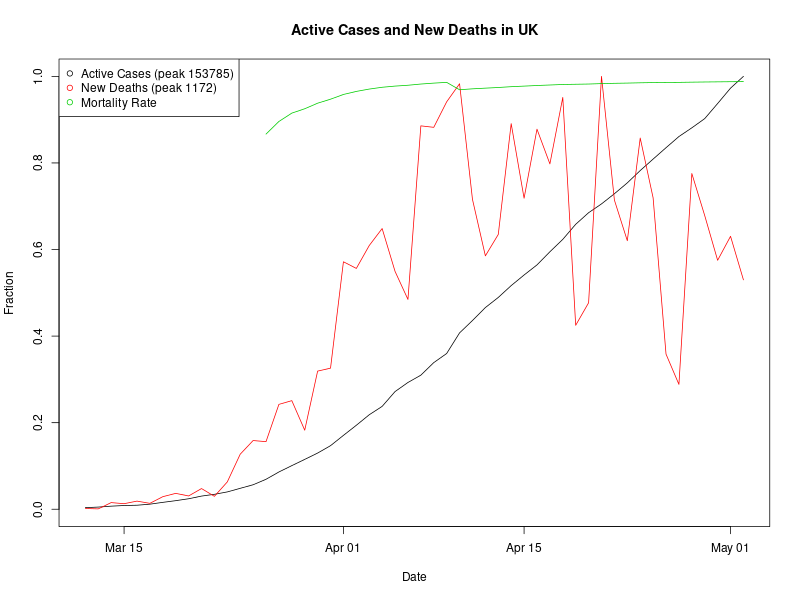 Active Cases and New Deaths in UK
Active Cases (peak 153785)
New Deaths (peak 1172)
Mortality Rate
1.0
0.8
0.6
0.4
0.2
0.0
Fraction
Mar 15
Apr 01
Apr 15
May 01
Date